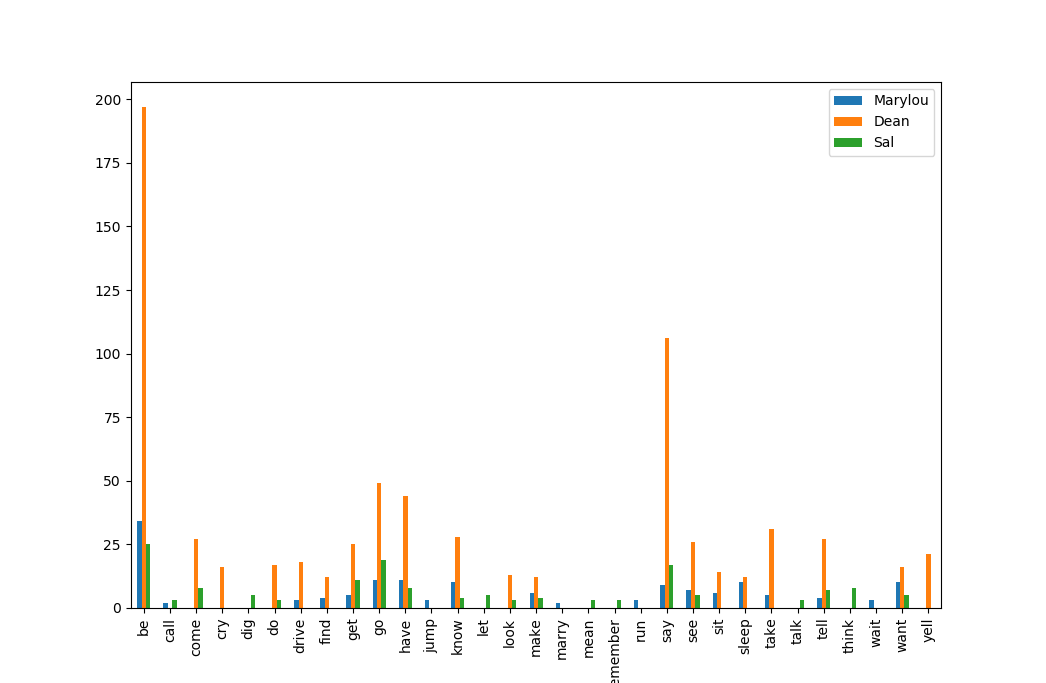 200
175
150
125
100
75
50
25
0
Marylou
Dean
Sal
be
call
come
cry
dig
do
drive
find
get
go
have
jump
know
let
look
make
marry
mean
emember
run
say
see
sit
sleep
take
talk
tell
think
wait
want
yell